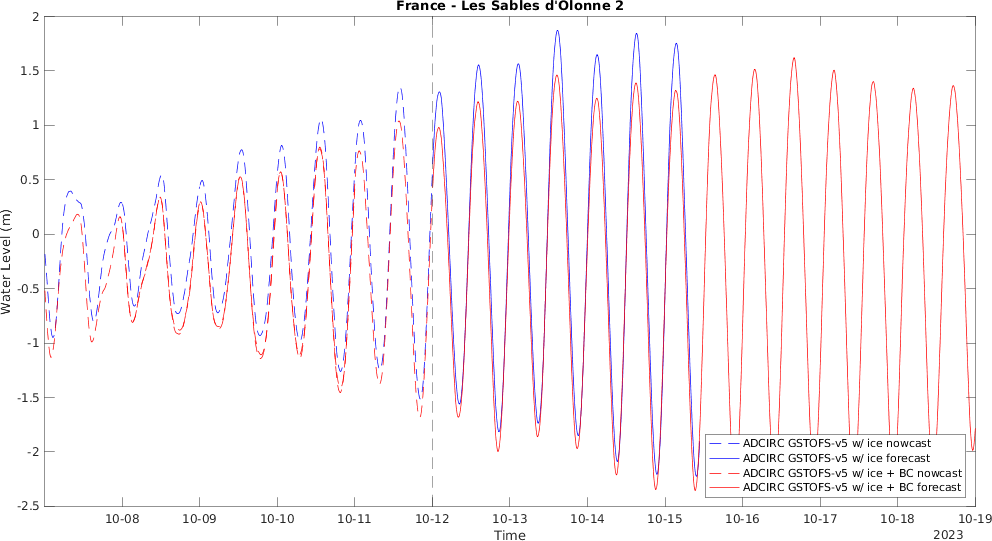 France - Les Sables d'Olonne 2
2
1.5
1
0.5
0
-0.5
-1
-1.5
-2
-2.5
Water Level (m)
ADCIRC GSTOFS-v5 w/ ice nowcast
ADCIRC GSTOFS-v5 w/ ice forecast
ADCIRC GSTOFS-v5 w/ ice + BC nowcast
ADCIRC GSTOFS-v5 w/ ice + BC forecast
10-08 10-09 10-10 10-11 10-12 10-13 10-14 10-15 10-16 10-17 10-18 10-19
Time
2023